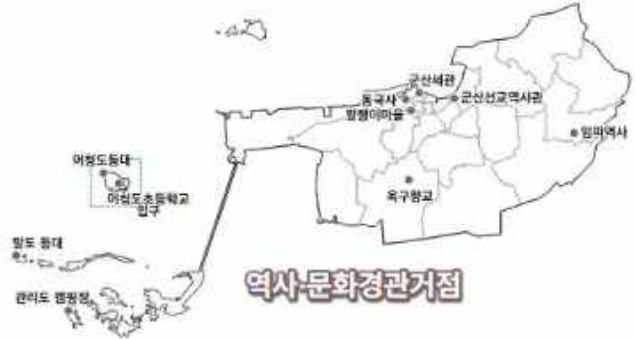 군산세관
동국사
군산선교역사관
말랭이마을
임피역사
어청도등대
어청도초등학교
입구
옥구향교
말도 등대
관리도 캠핑장
역사·문화경관거점